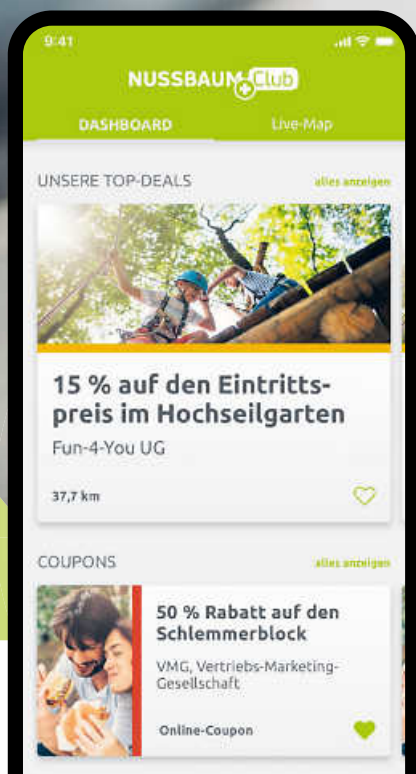 9:41
NUSSBAUM Club
DASHBOARD Live-Map
UNSERE TOP-DEALS alles anzeigen
15 % auf den Eintritts-
preis im Hochseilgarten
Fun-4-You UG
37,7 km
COUPONS alles anzeigen
50 % Rabatt auf den
Schlemmerblock
VMG, Vertriebs-Marketing-
Gesellschaft
Online-Coupon